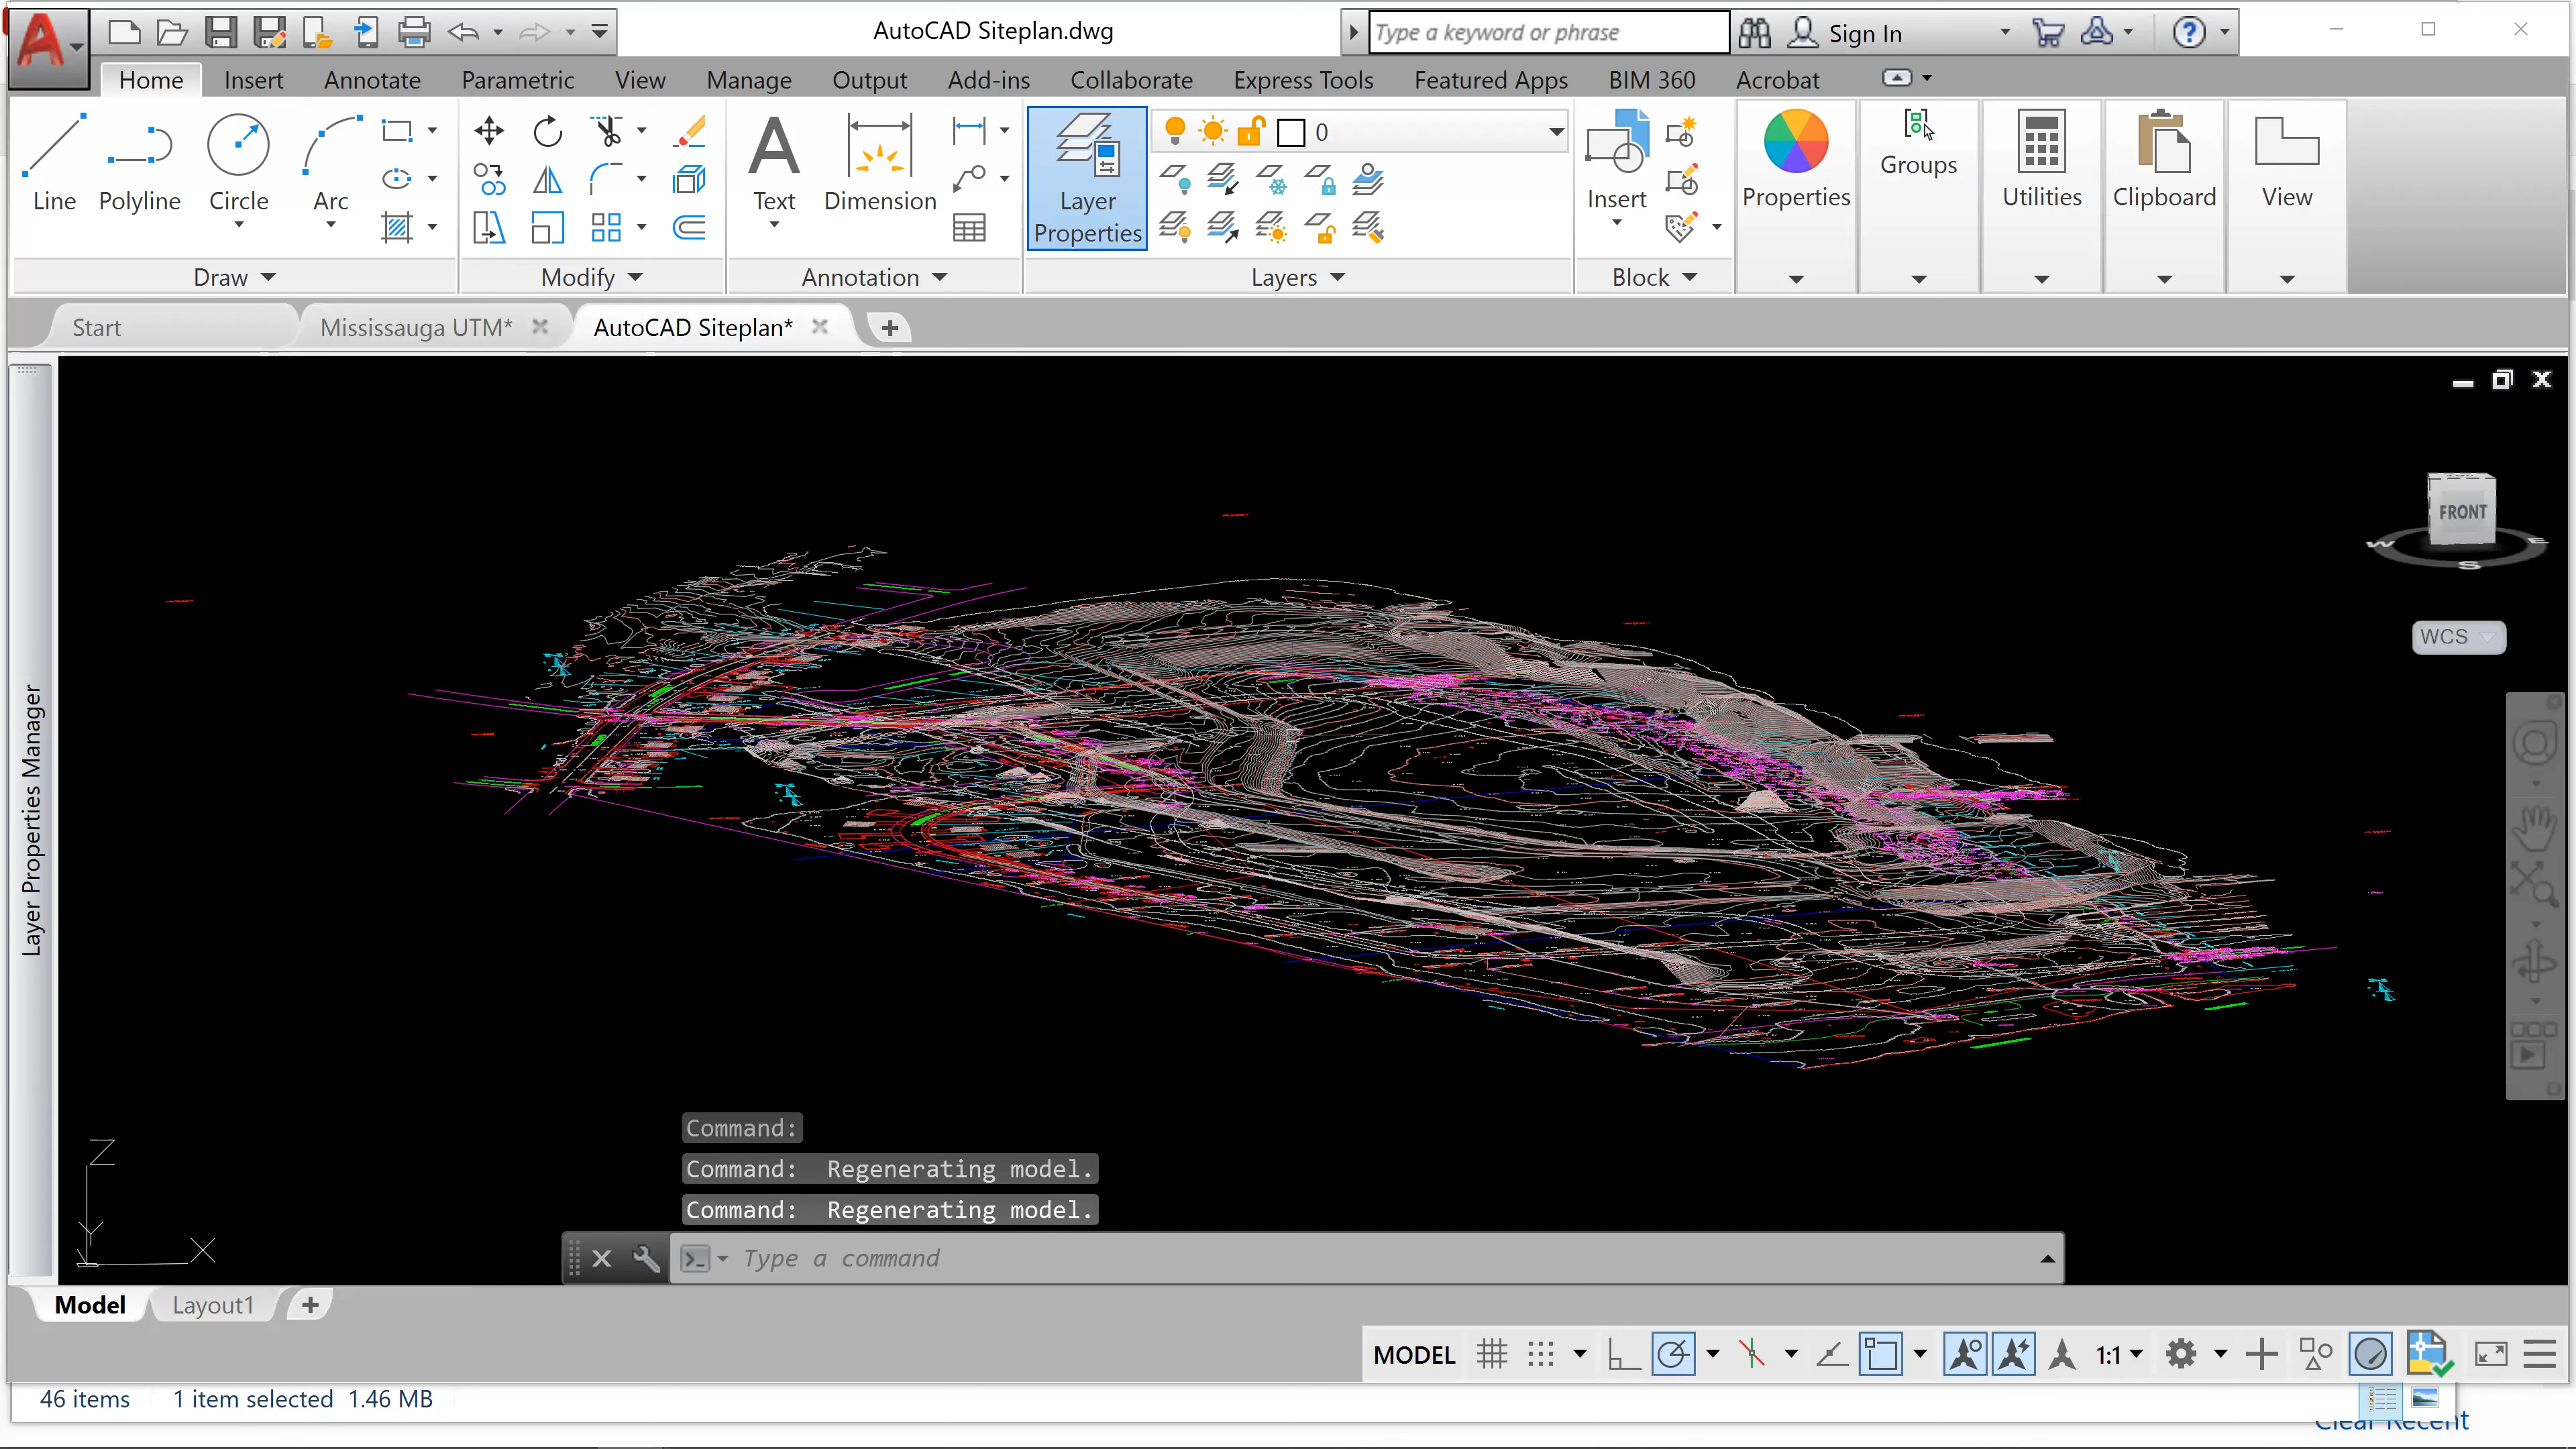 A
AutoCAD Siteplan.dwg
Type a keyword or phrase
Sign In
Home Insert Annotate Parametric View Manage Output Add-ins Collaborate Express Tools Featured Apps BIM 360 Acrobat
Line Polyline Circle Arc
A
Text Dimension
Layer
Properties
0
Insert
Properties Groups Utilities Clipboard View
Draw Modify Annotation Layers Block
Start Mississauga UTM* AutoCAD Siteplan*
Layer Properties Manager
TOP
FRONT
W S E
WCS
Z
Y
X
Command:
Command: Regenerating model.
Command: Regenerating model.
Type a command
Model Layout1
MODEL 1:1
46 items 1 item selected 1.46 MB
Clear Recent